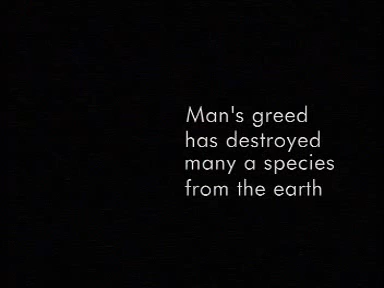 Man's greed
has destroyed
many a species
from the earth